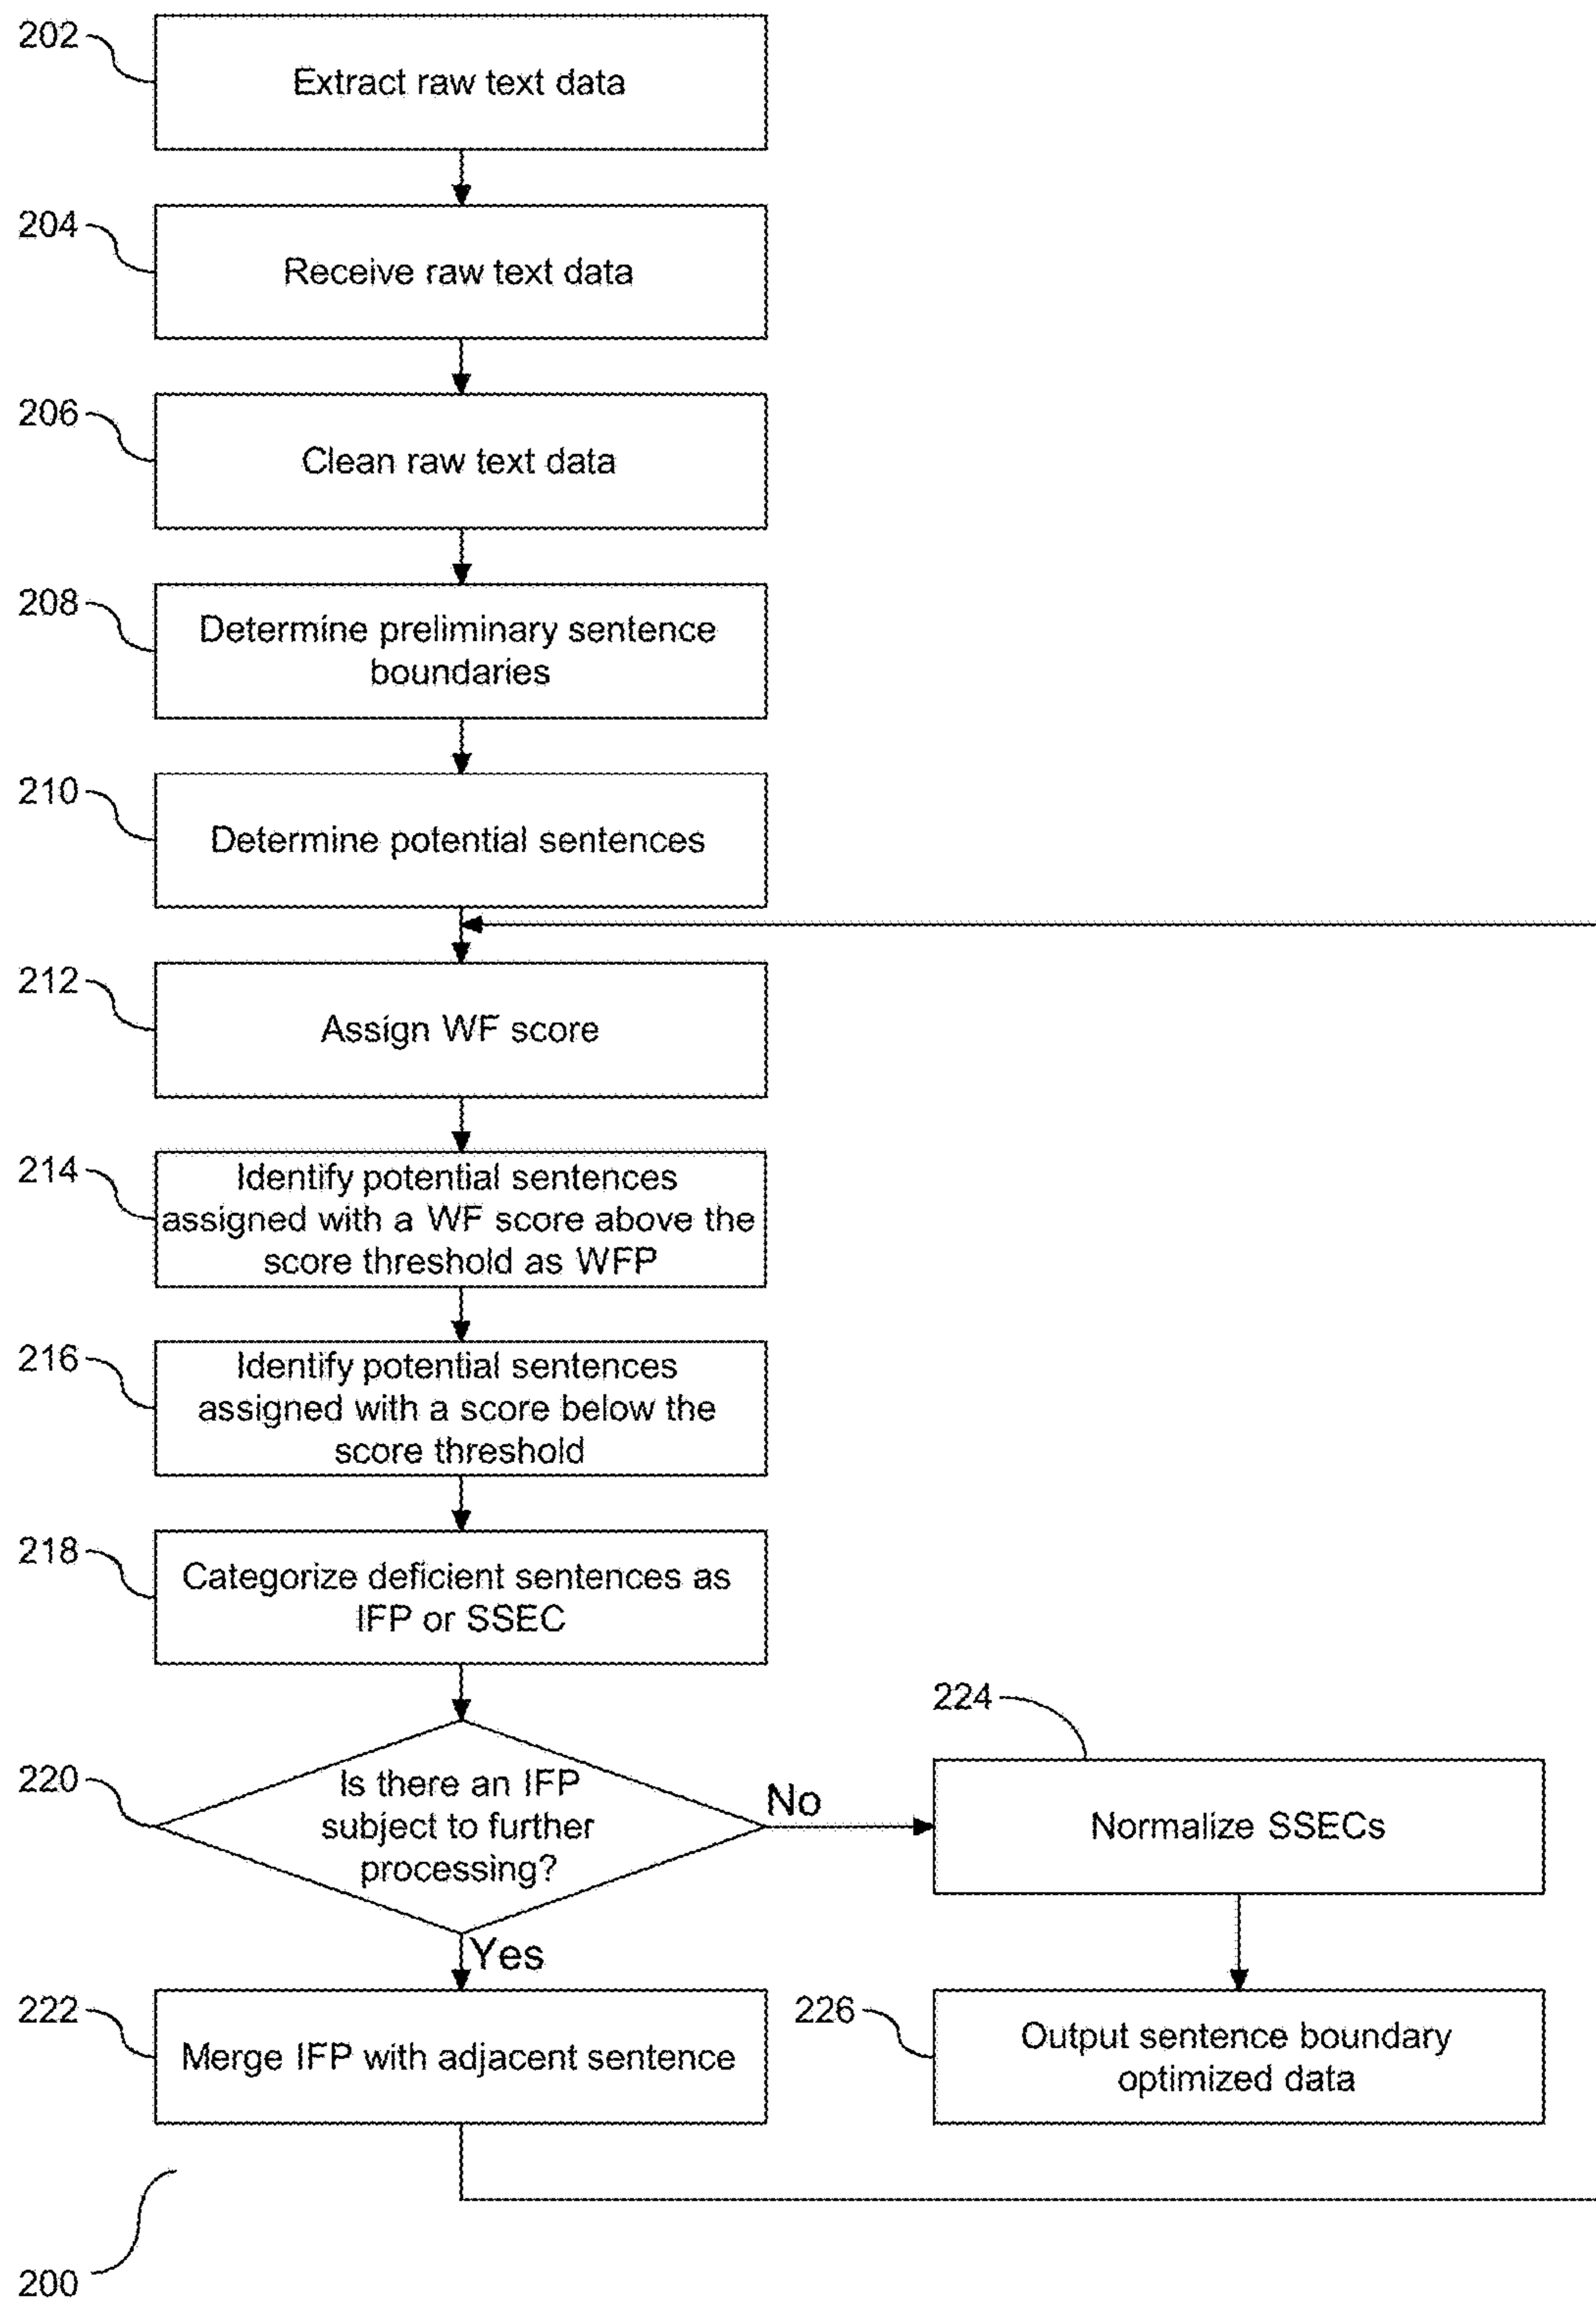 202
Extract raw text data
204
Receive raw text data
206
Clean raw text data
208
Determine preliminary sentence
boundaries
210
Determine potential sentences
212
Assign WF score
214
Identify potential sentences
assigned with a WF score above the
score threshold as WFP
216
Identify potential sentences
assigned with a score below the
score threshold
218
Categorize deficient sentences as
IFP or SSEC
220
Is there an IFP
subject to further
processing?
No
224
Normalize SSECs
Yes
222
Merge IFP with adjacent sentence
226
Output sentence boundary
optimized data
200